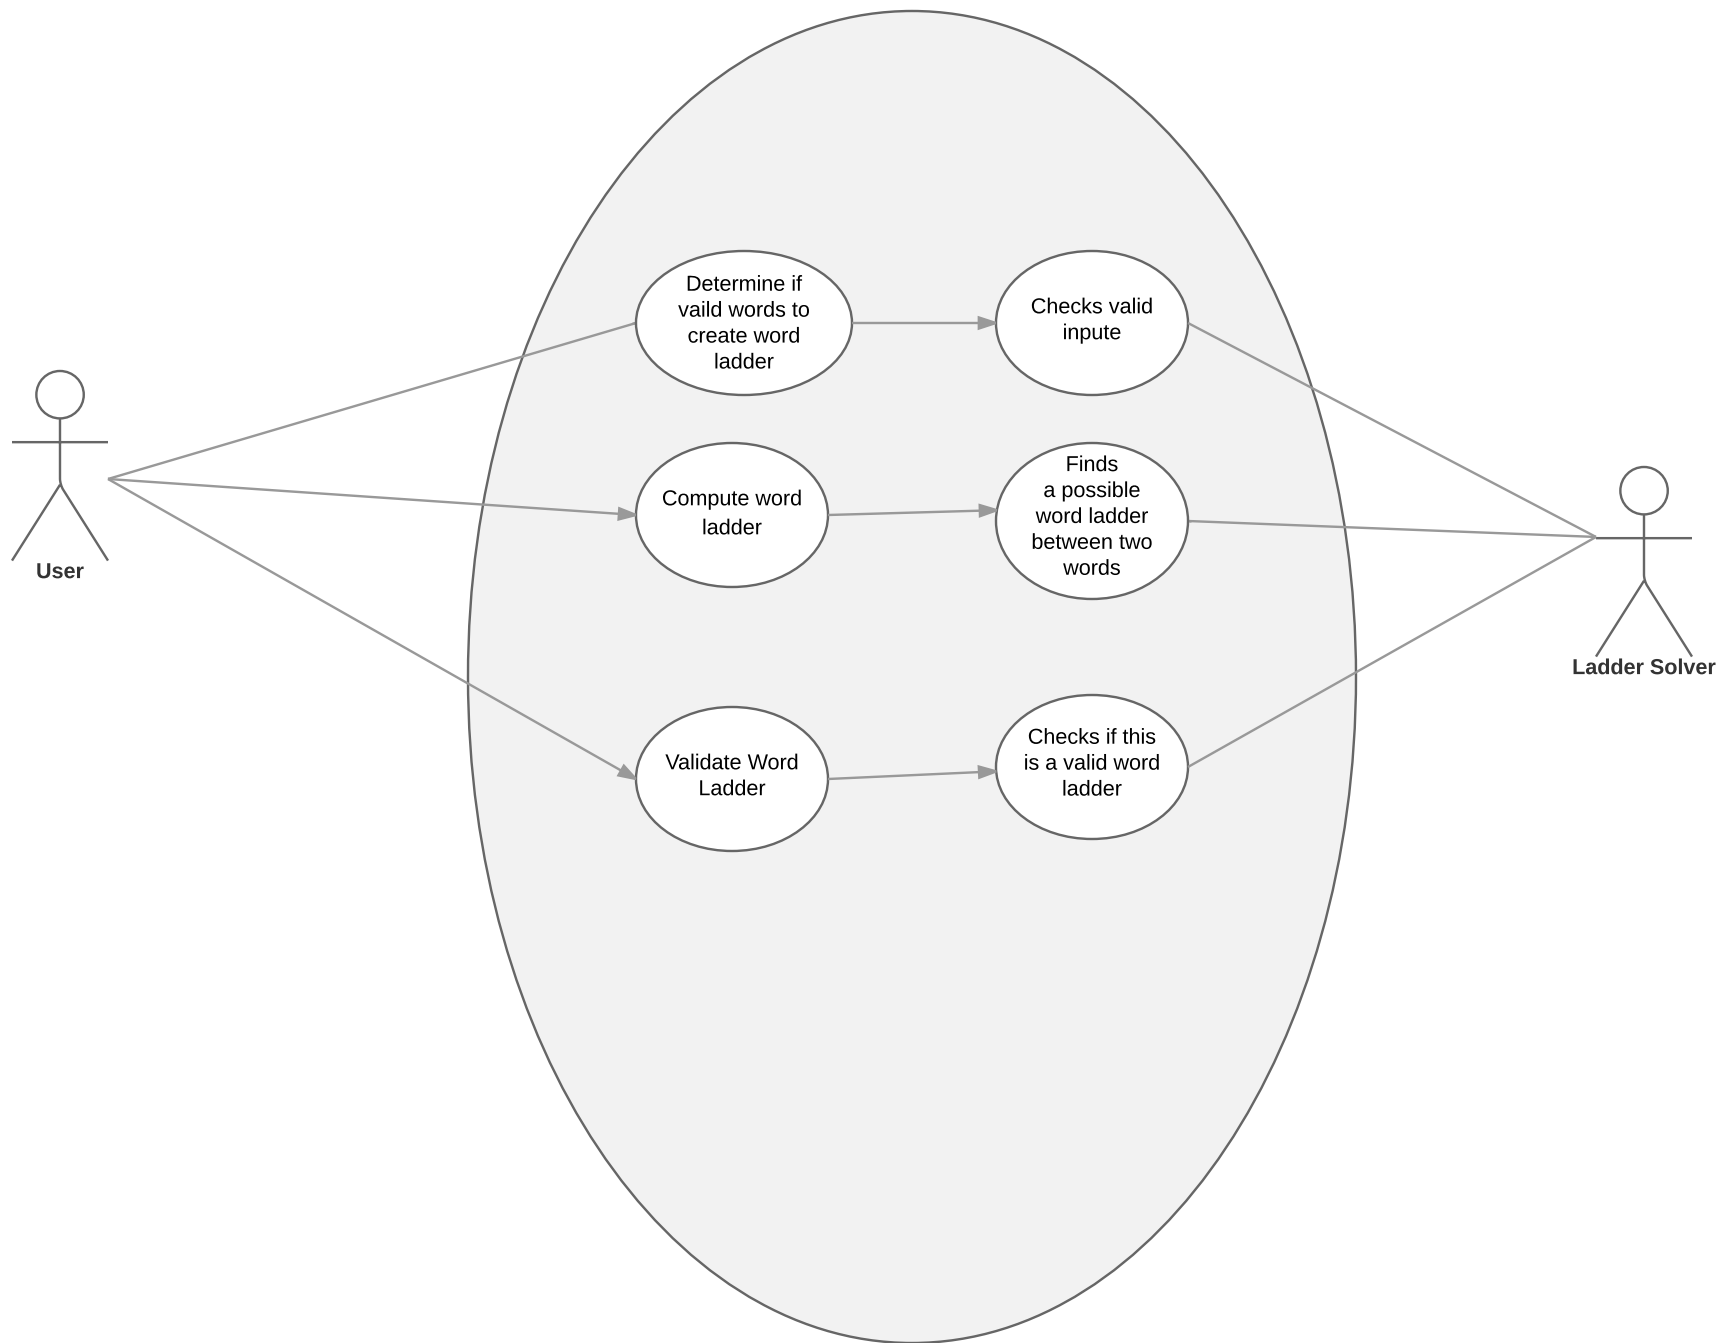 Determine if
vaild words to
create word
ladder
Checks valid
inpute
User
Compute word
ladder
Finds
a possible
word ladder
between two
words
Ladder Solver
Validate Word
Ladder
Checks if this
is a valid word
ladder